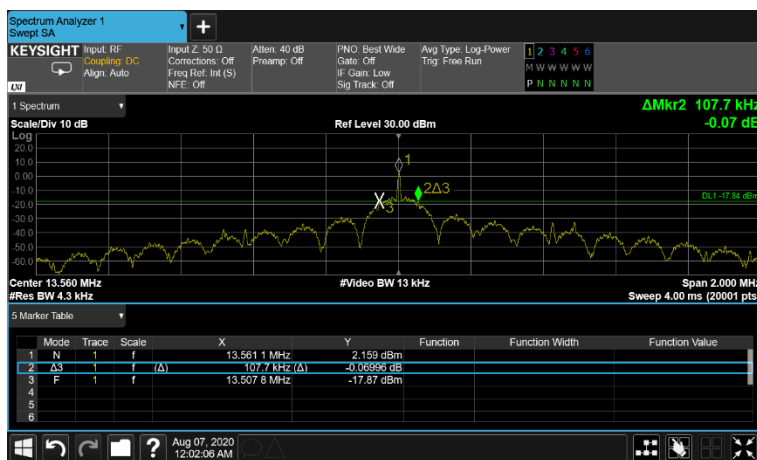 Spectrum Analyzer 1
Swept SA
+
KEYSIGHT Input: RF Input Z: 50 Ω Atten: 40 dB PNO: Best Wide Avg Type: Log-Power 1 2 3 4 5 6
Coupling: DC Corrections: Off Preamp: Off Gate: Off Trig: Free Run M W W W W W
Align: Auto Freq Ref: Int (S) IF Gain: Low
LXI NFE: Off Sig Track: Off P N N N N N
1 Spectrum ΔMkr2 107.7 kHz
Scale/Div 10 dB Ref Level 30.00 dBm -0.07 dB
Log
20.0
10.0
1
0.00
-10.0
2Δ3
DL1 -17.84 dBm
-20.0
3
-30.0
-40.0
-50.0
-60.0
Center 13.560 MHz #Video BW 13 kHz Span 2.000 MHz
#Res BW 4.3 kHz Sweep 4.00 ms (20001 pts)
5 Marker Table
Mode Trace Scale X Y Function Function Width Function Value
1 N 1 f 13.561 1 MHz 2.159 dBm
2 Δ3 1 f (Δ) 107.7 kHz (Δ) -0.06996 dB
3 F 1 f 13.507 8 MHz -17.87 dBm
4
5
6
? Aug 07, 2020
12:02:06 AM